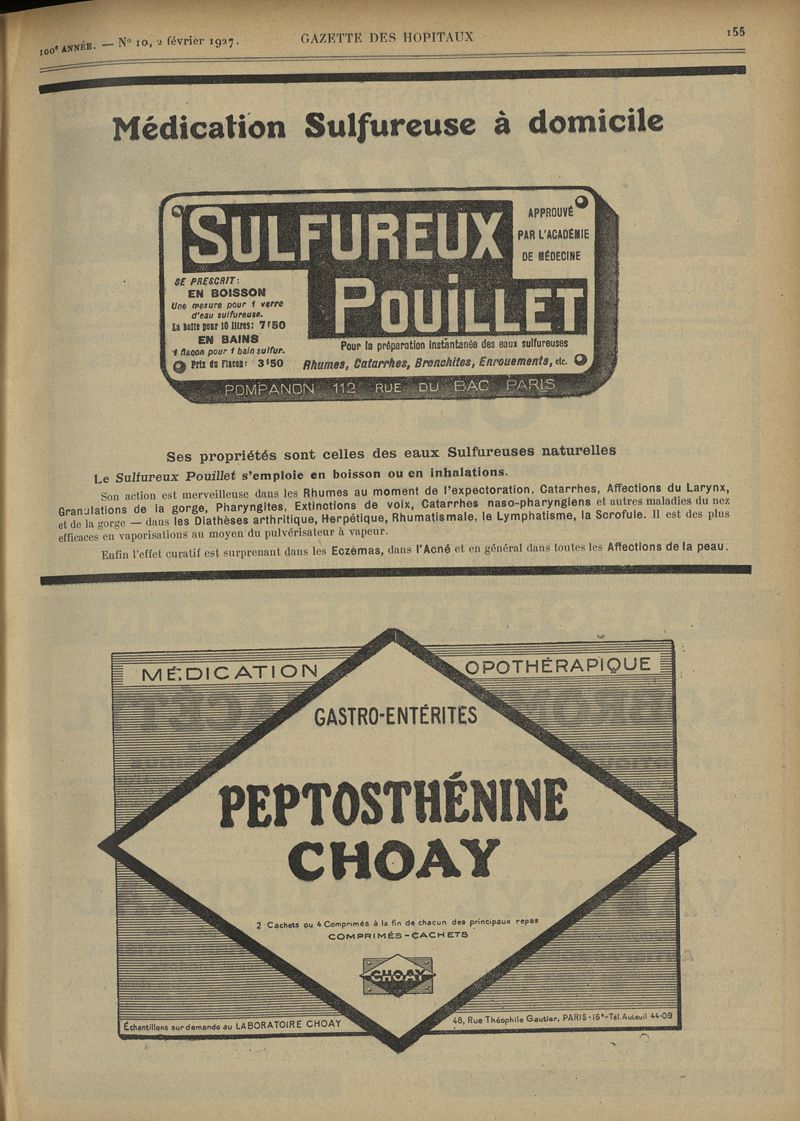 100e ANNÉE. — N° 10, 2 février 1927.
GAZETTE DES HOPITAUX
155
Médication Sulfureuse à domicile
SULFUREUX
POUILLET
APPROUVÉ
PAR L'ACADÉMIE
DE MÉDECINE
SE PRESCRIT:
EN BOISSON
Une mesure pour 1 verre
d'eau sulfureuse.
La boîte pour 10 litres: 7f50
EN BAINS
1 flacon pour 1 bain sulfur.
Prix du Flacon: 3f50
Pour la préparation instantanée des eaux sulfureuses
Rhumes, Catarrhes, Bronchites, Enrouements, etc.
POMPANON 112 RUE DU BAC PARIS
Ses propriétés sont celles des eaux Sulfureuses naturelles
Le Sulfureux Pouillet s'emploie en boisson ou en inhalations.
Son action est merveilleuse dans les Rhumes au moment de l'expectoration, Catarrhes, Affections du Larynx,
Granulations de la gorge, Pharyngites, Extinctions de voix, Catarrhes naso-pharyngiens et autres maladies du nez
et de la gorge — dans les Diathèses arthritique, Herpétique, Rhumatismale, le Lymphatisme, la Scrofule. Il est des plus
efficaces en vaporisations au moyen du pulvérisateur à vapeur.
Enfin l'effet curatif est surprenant dans les Eczémas, dans l'Acné et en général dans toutes les Affections de la peau.
MÉDICATION OPOTHÉRAPIQUE
GASTRO-ENTÉRITES
PEPTOSTHÉNINE
CHOAY
2 Cachets ou 4 Comprimés à la fin de chacun des principaux repas
COMPRIMÉS - CACHETS
CHOAY
Échantillons sur demande au LABORATOIRE CHOAY
48, Rue Théophile Gautier, PARIS-16e-Tél. Auteuil 44-09